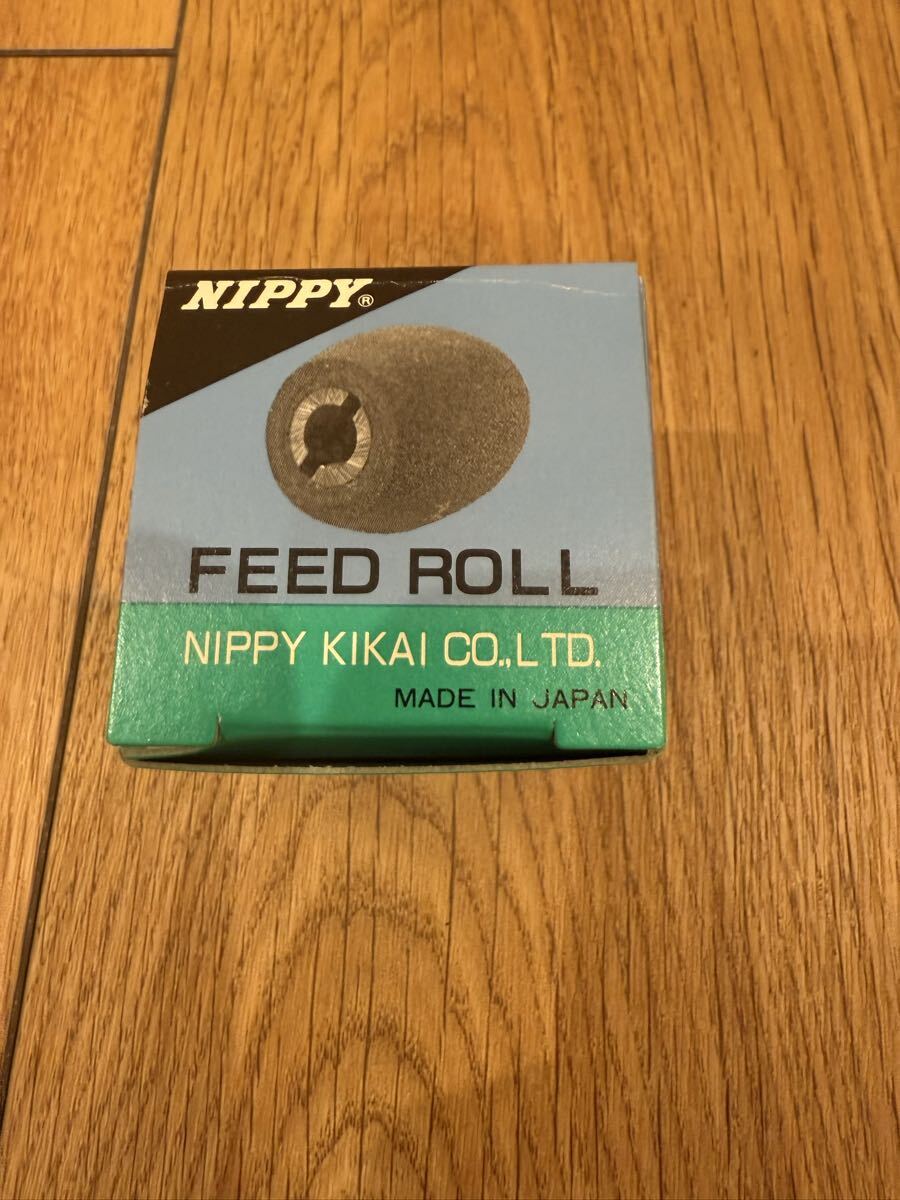 NIPPY®
FEED ROLL
NIPPY KIKAI CO.,LTD.
MADE IN JAPAN